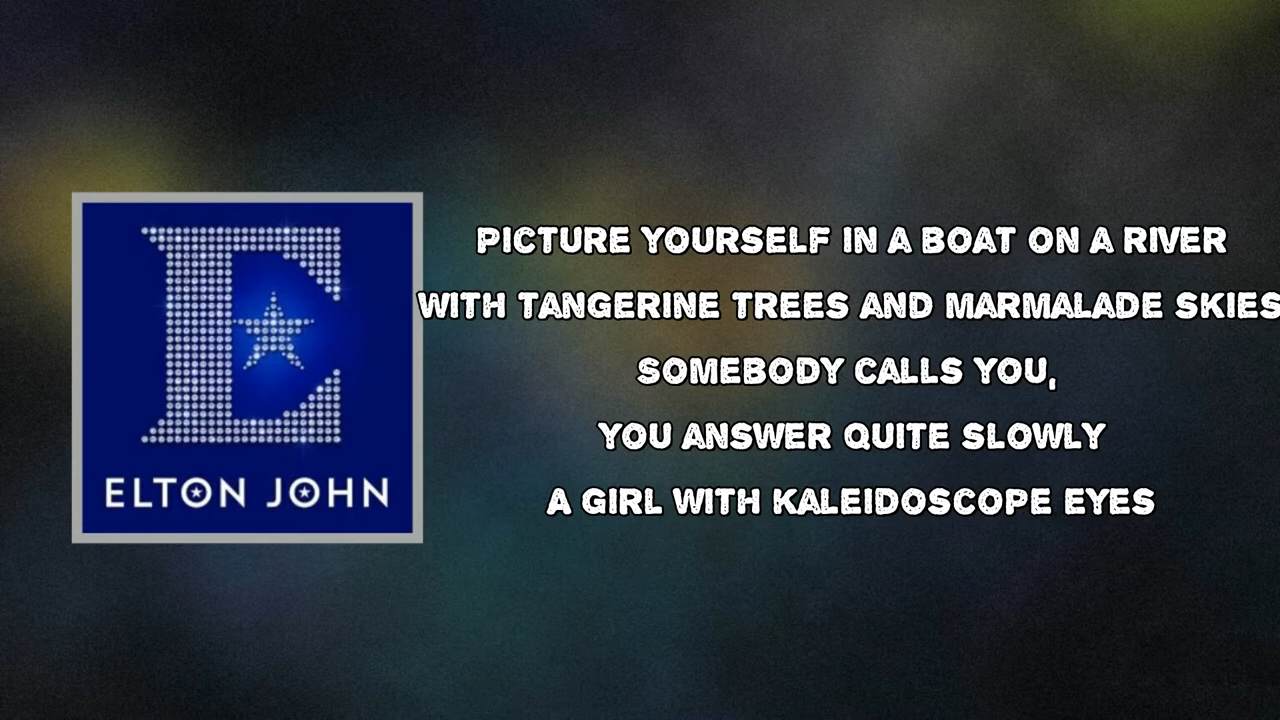 ELTON JOHN
PICTURE YOURSELF IN A BOAT ON A RIVER
WITH TANGERINE TREES AND MARMALADE SKIES
SOMEBODY CALLS YOU,
YOU ANSWER QUITE SLOWLY
A GIRL WITH KALEIDOSCOPE EYES